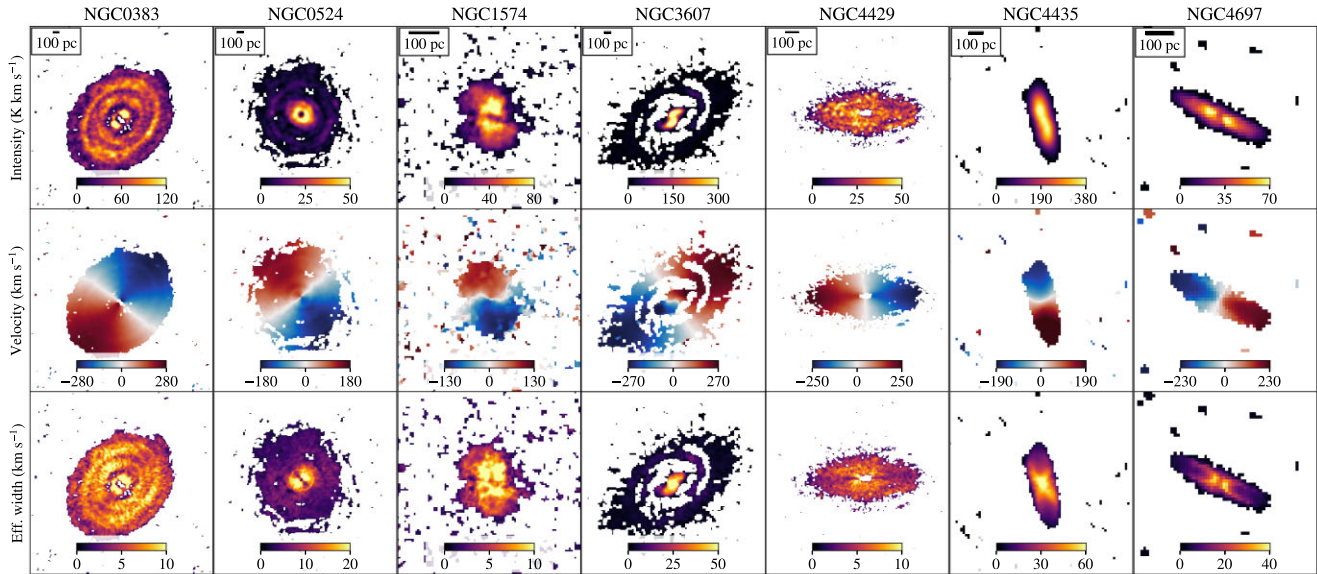 NGC0383 NGC0524 NGC1574 NGC3607 NGC4429 NGC4435 NGC4697
100 pc 100 pc 100 pc 100 pc 100 pc 100 pc 100 pc
Intensity (K km s⁻¹)
0 60 120 0 25 50 0 40 80 0 150 300 0 25 50 0 190 380 0 35 70
Velocity (km s⁻¹)
−280 0 280 −180 0 180 −130 0 130 −270 0 270 −250 0 250 −190 0 190 −230 0 230
Eff. width (km s⁻¹)
0 5 10 0 10 20 0 5 10 0 25 50 0 5 10 0 30 60 0 20 40